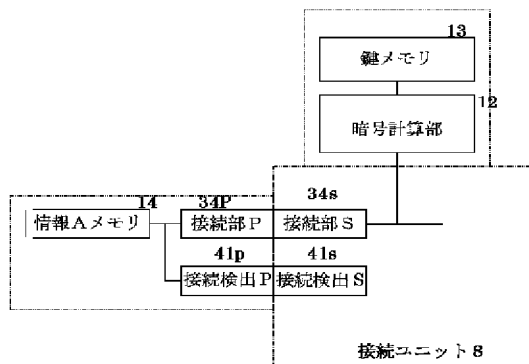 13
鍵メモリ
12
暗号計算部
14 34P 34s
情報Aメモリ 接続部P 接続部S
41p 41s
接続検出P 接続検出S
接続ユニット8